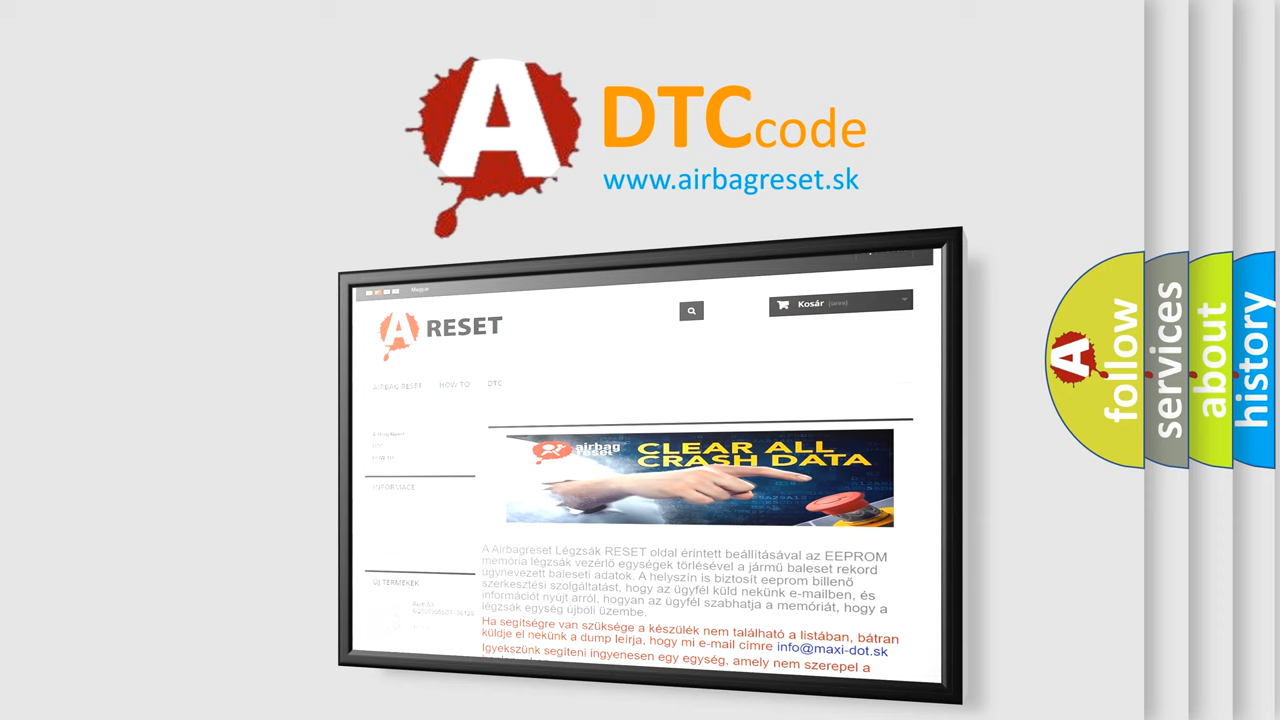 A
DTC code
www.airbagreset.sk
Magyar
A RESET
Kosár (üres)
AIRBAG RESET HOW TO DTC
INFORMACE
airbag
reset
CLEAR ALL
CRASH DATA
A Airbagreset Légzsák RESET oldal érintett beállításával az EEPROM
memória légzsák vezérlő egységek törlésével a jármű baleset rekord
úgynevezett baleseti adatok. A helyszín is biztosít eeprom billenő
szerkesztési szolgáltatást, hogy az ügyfél küld nekünk e-mailben, és
információt nyújt arról, hogyan az ügyfél szabhatja a memóriát, hogy a
légzsák egység újbóli üzembe.
Ha segítségre van szüksége a készülék nem található a listában, bátran
küldje el nekünk a dump leírja, hogy mi e-mail címre info@maxi-dot.sk
Igyekszünk segíteni ingyenesen egy egység, amely nem szerepel a
ÚJ TERMÉKEK
A
follow
services
about
history